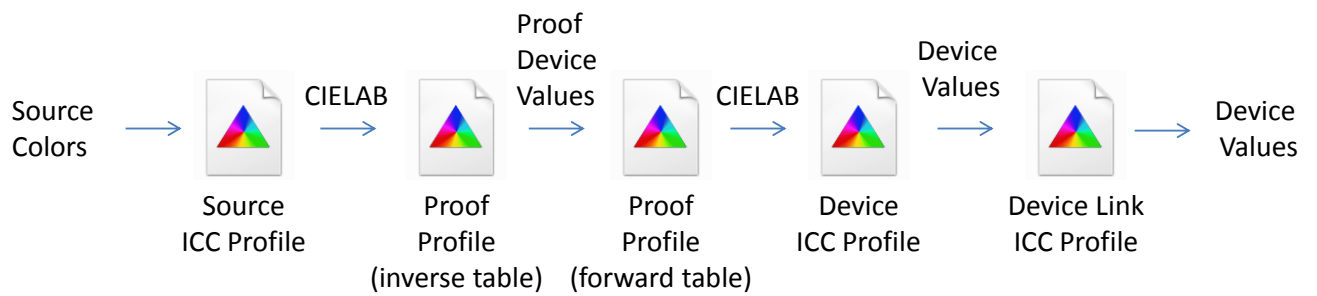 Source
Colors
CIELAB
Proof
Device
Values
CIELAB
Device
Values
Device
Values
Source
ICC Profile
Proof
Profile
(inverse table)
Proof
Profile
(forward table)
Device
ICC Profile
Device Link
ICC Profile